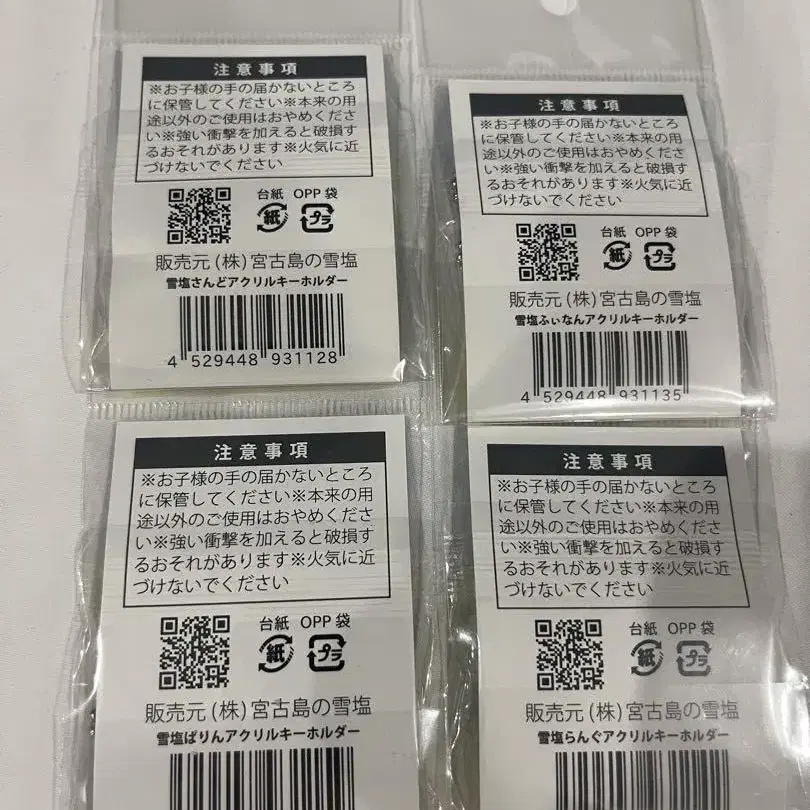 注意事項
※お子様の手の届かないところ
に保管してください※本来の用
途以外のご使用はおやめくださ
い※強い衝撃を加えると破損す
るおそれがあります※火気に近
づけないでください
台紙 OPP袋
紙 プラ
販売元(株)宮古島の雪塩
雪塩さんどアクリルキーホルダー
4 529448 931128
注意事項
※お子様の手の届かないところ
に保管してください※本来の用
途以外のご使用はおやめくださ
い※強い衝撃を加えると破損す
るおそれがあります※火気に近
づけないでください
台紙 OPP袋
紙 プラ
販売元(株)宮古島の雪塩
雪塩ふぃなんアクリルキーホルダー
4 529448 931135
注意事項
※お子様の手の届かないところ
に保管してください※本来の用
途以外のご使用はおやめくださ
い※強い衝撃を加えると破損す
るおそれがあります※火気に近
づけないでください
台紙 OPP袋
紙 プラ
販売元(株)宮古島の雪塩
雪塩ぱりんアクリルキーホルダー
注意事項
※お子様の手の届かないところ
に保管してください※本来の用
途以外のご使用はおやめくださ
い※強い衝撃を加えると破損す
るおそれがあります※火気に近
づけないでください
台紙 OPP袋
紙 プラ
販売元(株)宮古島の雪塩
雪塩らんぐアクリルキーホルダー